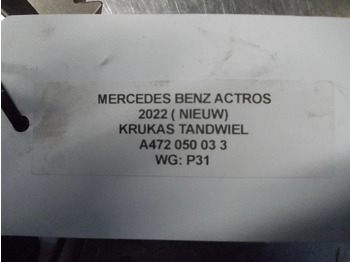 MERCEDES BENZ ACTROS
2022 ( NIEUW)
KRUKAS TANDWIEL
A472 050 03 3
WG: P31